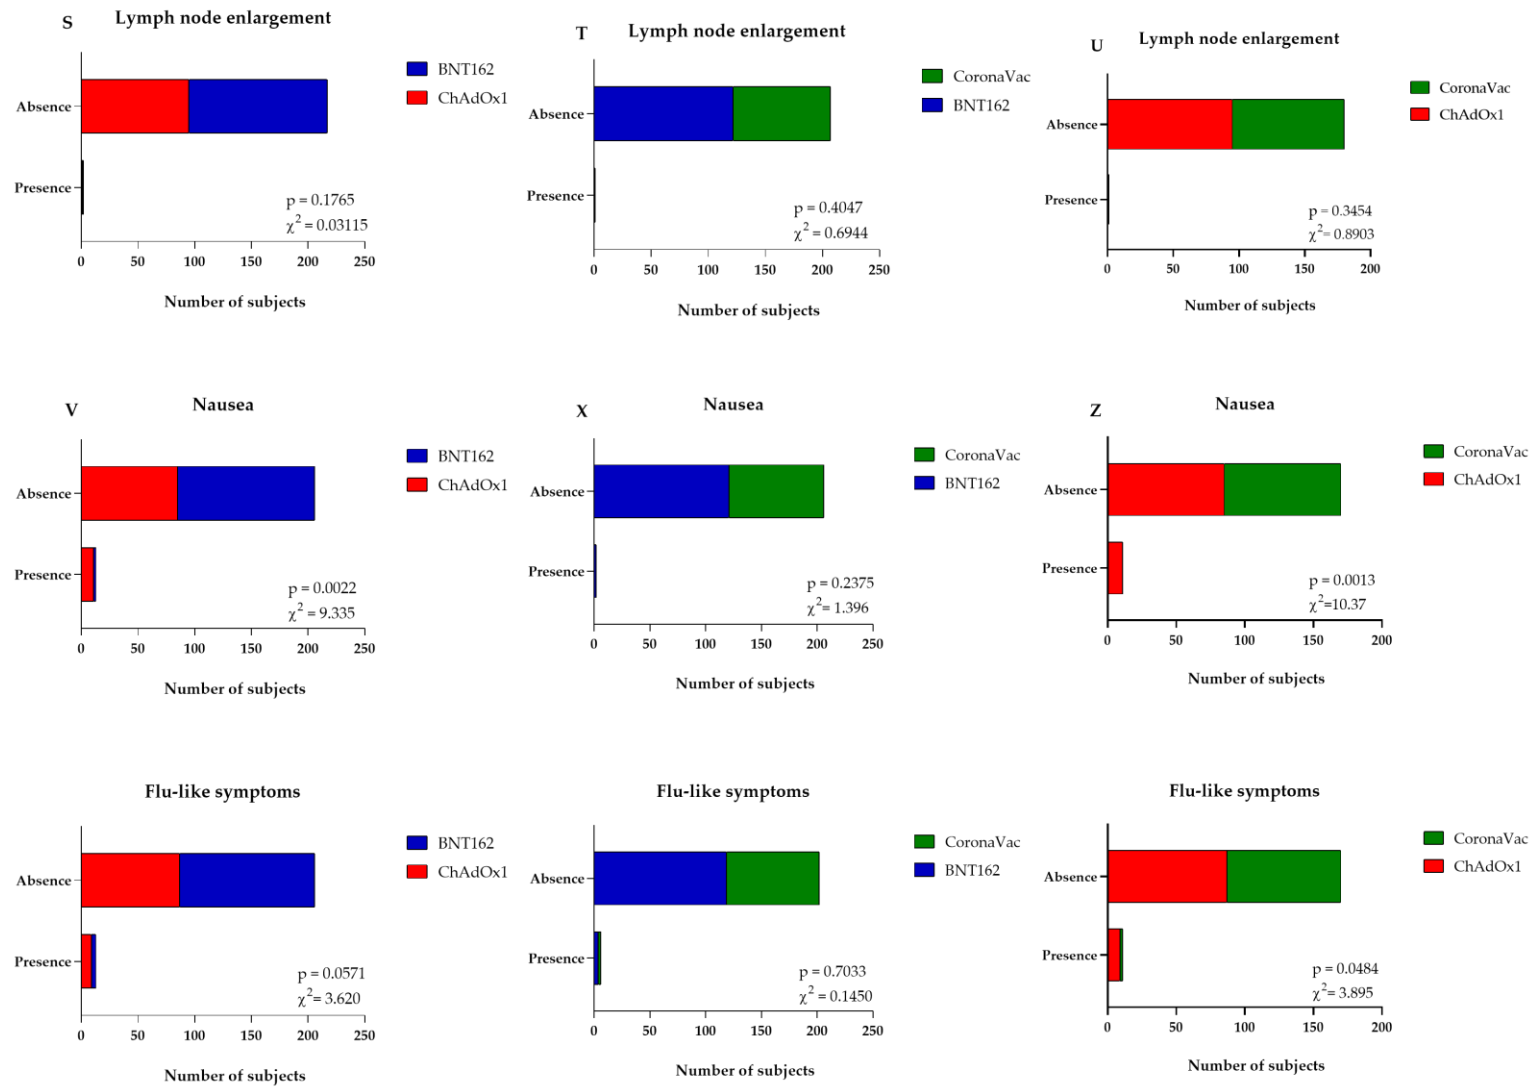 S
Lymph node enlargement
BNT162
ChAdOx1
Absence
Presence
p = 0.1765
χ² = 0.03115
0 50 100 150 200 250
Number of subjects
T
Lymph node enlargement
CoronaVac
BNT162
Absence
Presence
p = 0.4047
χ² = 0.6944
0 50 100 150 200 250
Number of subjects
U
Lymph node enlargement
CoronaVac
ChAdOx1
Absence
Presence
p = 0.3454
χ²= 0.8903
0 50 100 150 200
Number of subjects
V
Nausea
BNT162
ChAdOx1
Absence
Presence
p = 0.0022
χ² = 9.335
0 50 100 150 200 250
Number of subjects
X
Nausea
CoronaVac
BNT162
Absence
Presence
p = 0.2375
χ²= 1.396
0 50 100 150 200 250
Number of subjects
Z
Nausea
CoronaVac
ChAdOx1
Absence
Presence
p = 0.0013
χ²=10.37
0 50 100 150 200
Number of subjects
Flu-like symptoms
BNT162
ChAdOx1
Absence
Presence
p = 0.0571
χ²= 3.620
0 50 100 150 200 250
Number of subjects
Flu-like symptoms
CoronaVac
BNT162
Absence
Presence
p = 0.7033
χ² = 0.1450
0 50 100 150 200 250
Number of subjects
Flu-like symptoms
CoronaVac
ChAdOx1
Absence
Presence
p = 0.0484
χ²= 3.895
0 50 100 150 200
Number of subjects